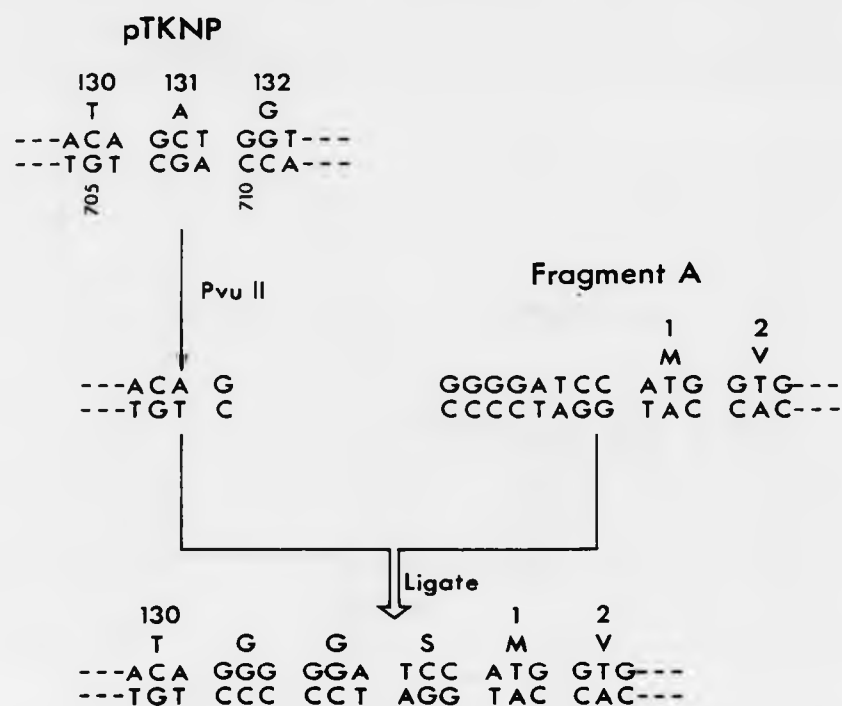 pTKNP
130 131 132
T A G
---ACA GCT GGT---
---TGT CGA CCA---
705 710
Pvu II
Fragment A
1 2
M V
---ACA G GGGGATCC ATG GTG---
---TGT C CCCCTAGG TAC CAC---
Ligate
130 1 2
T G G S M V
---ACA GGG GGA TCC ATG GTG---
---TGT CCC CCT AGG TAC CAC---